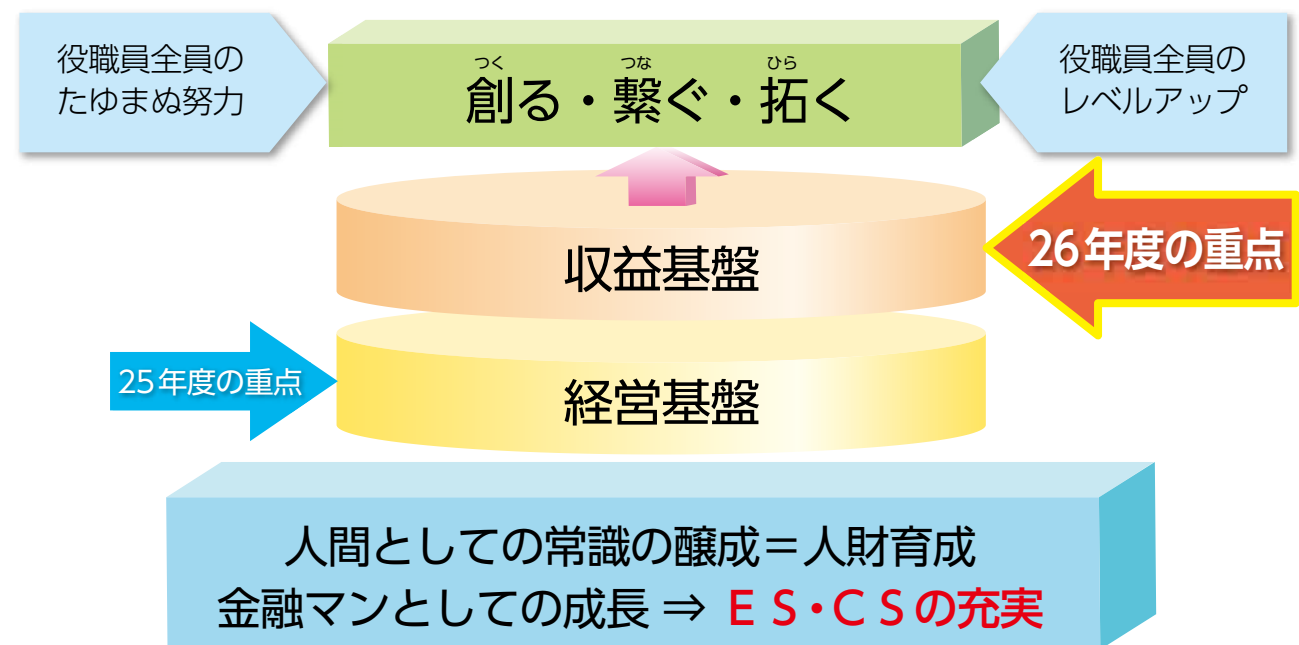 役職員全員の
たゆまぬ努力
つく つな ひら
創る・繋ぐ・拓く
役職員全員の
レベルアップ
収益基盤
26年度の重点
25年度の重点
経営基盤
人間としての常識の醸成＝人財育成
金融マンとしての成長 ⇒ ＥＳ・ＣＳの充実